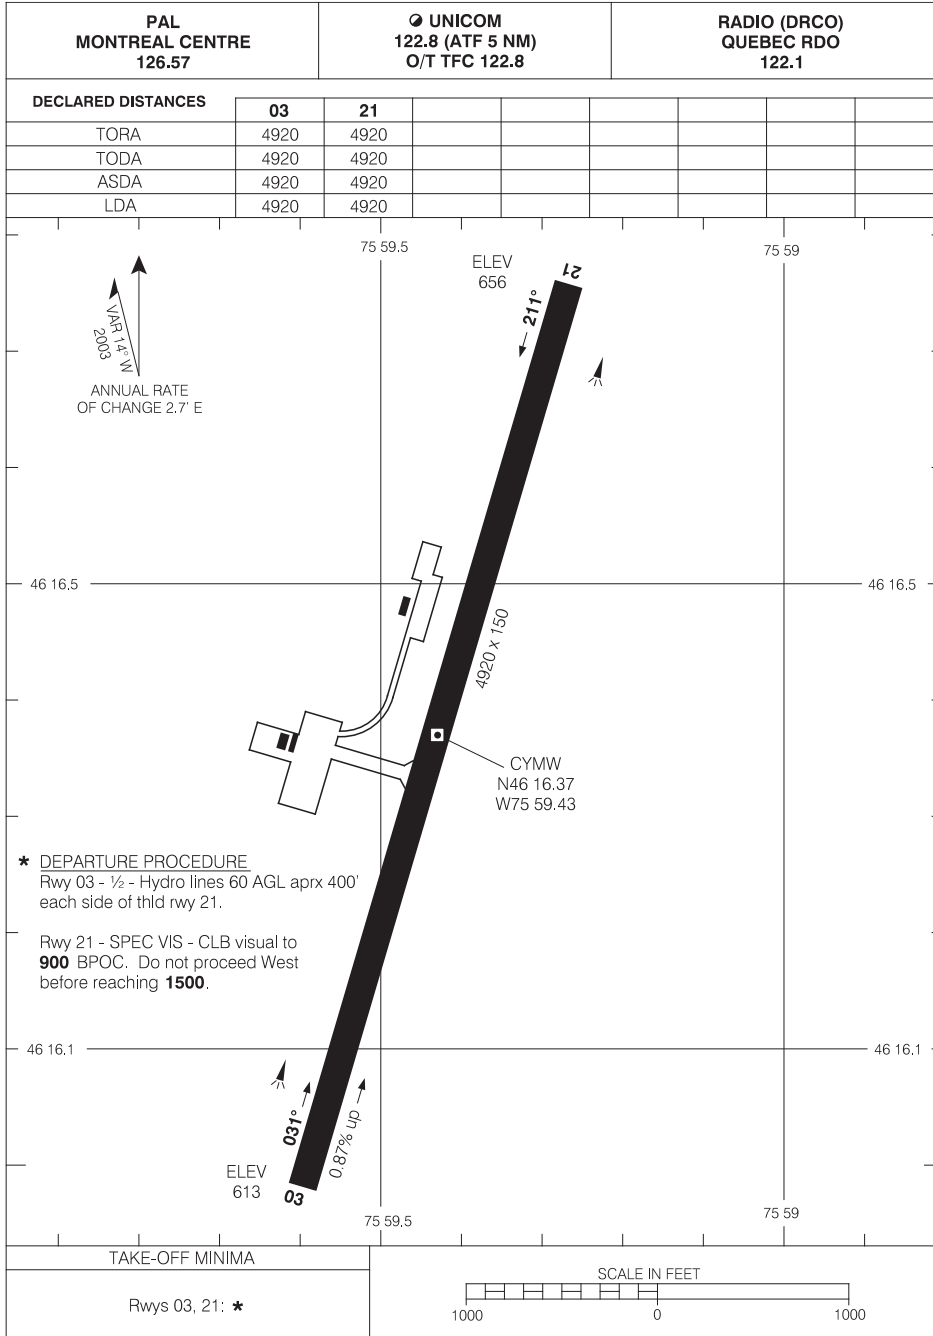 PAL
MONTREAL CENTRE
126.57
UNICOM
122.8 (ATF 5 NM)
O/T TFC 122.8
RADIO (DRCO)
QUEBEC RDO
122.1
DECLARED DISTANCES
03 21
TORA 4920 4920
TODA 4920 4920
ASDA 4920 4920
LDA 4920 4920
75 59.5
75 59
ELEV
656
21
211°
VAR 14° W
2003
ANNUAL RATE
OF CHANGE 2.7' E
46 16.5
46 16.5
4920 x 150
CYMW
N46 16.37
W75 59.43
* DEPARTURE PROCEDURE
Rwy 03 - ½ - Hydro lines 60 AGL aprx 400'
each side of thld rwy 21.
Rwy 21 - SPEC VIS - CLB visual to
900 BPOC. Do not proceed West
before reaching 1500.
46 16.1
46 16.1
031°
0.87% up
ELEV
613
03
75 59.5
75 59
TAKE-OFF MINIMA
Rwys 03, 21: *
SCALE IN FEET
1000 0 1000